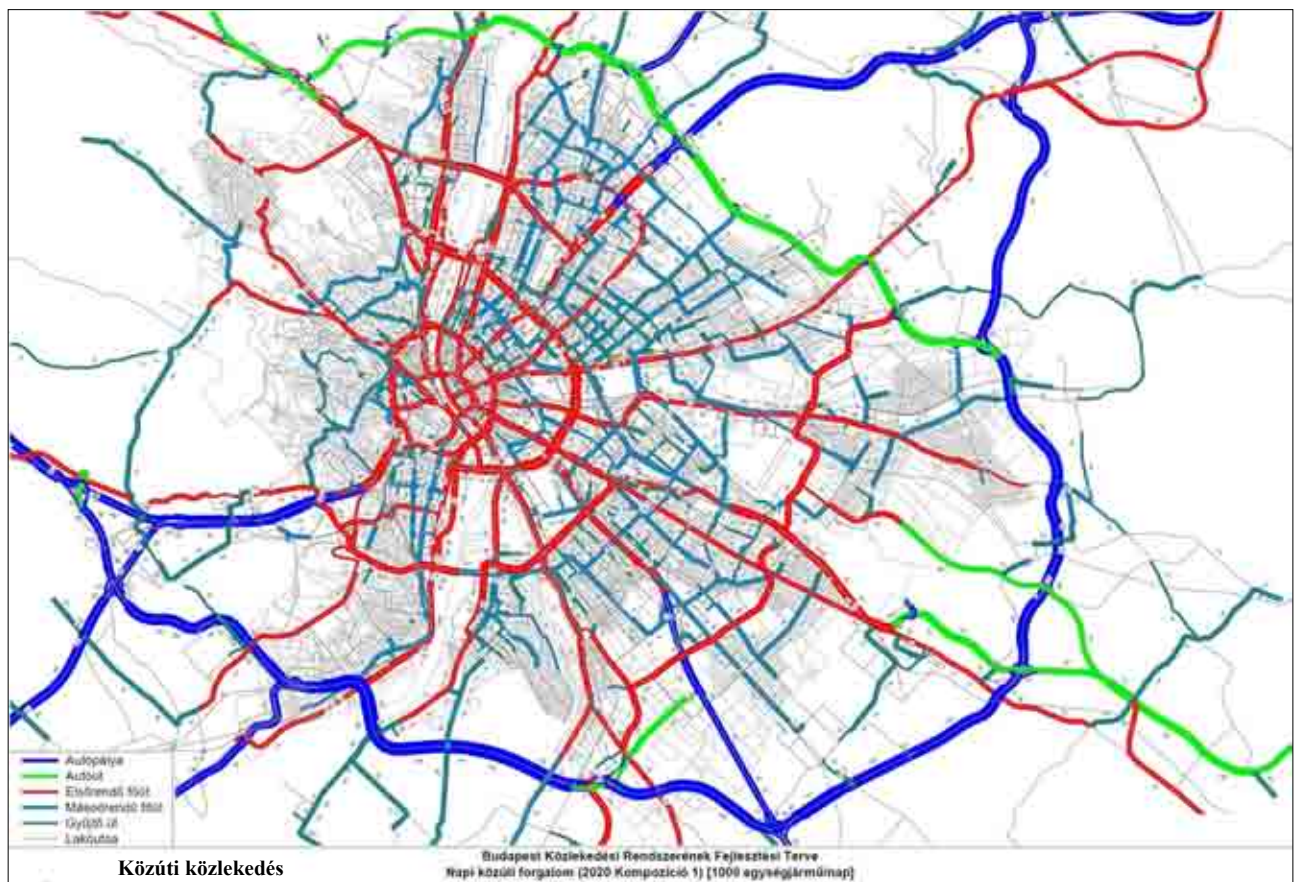 Autópálya
Autóút
Elsőrendű főút
Másodrendű főút
Gyűjtő út
Lakóutca
Közúti közlekedés
Budapest Közlekedési Rendszerének Fejlesztési Terve
Napi közúti forgalom (2020 Kompozíció 1) [1000 egységjármű/nap]